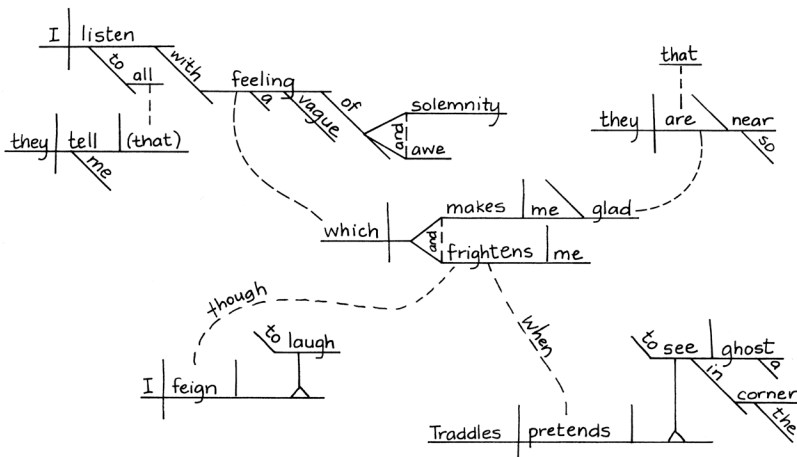 I listen
to all
with
feeling
a
vague
of
solemnity
and
awe
they tell (that)
me
that
they are near
so
which
and
makes me glad
frightens me
though
I feign
to laugh
when
Traddles pretends
to see ghost
a
in
corner
the